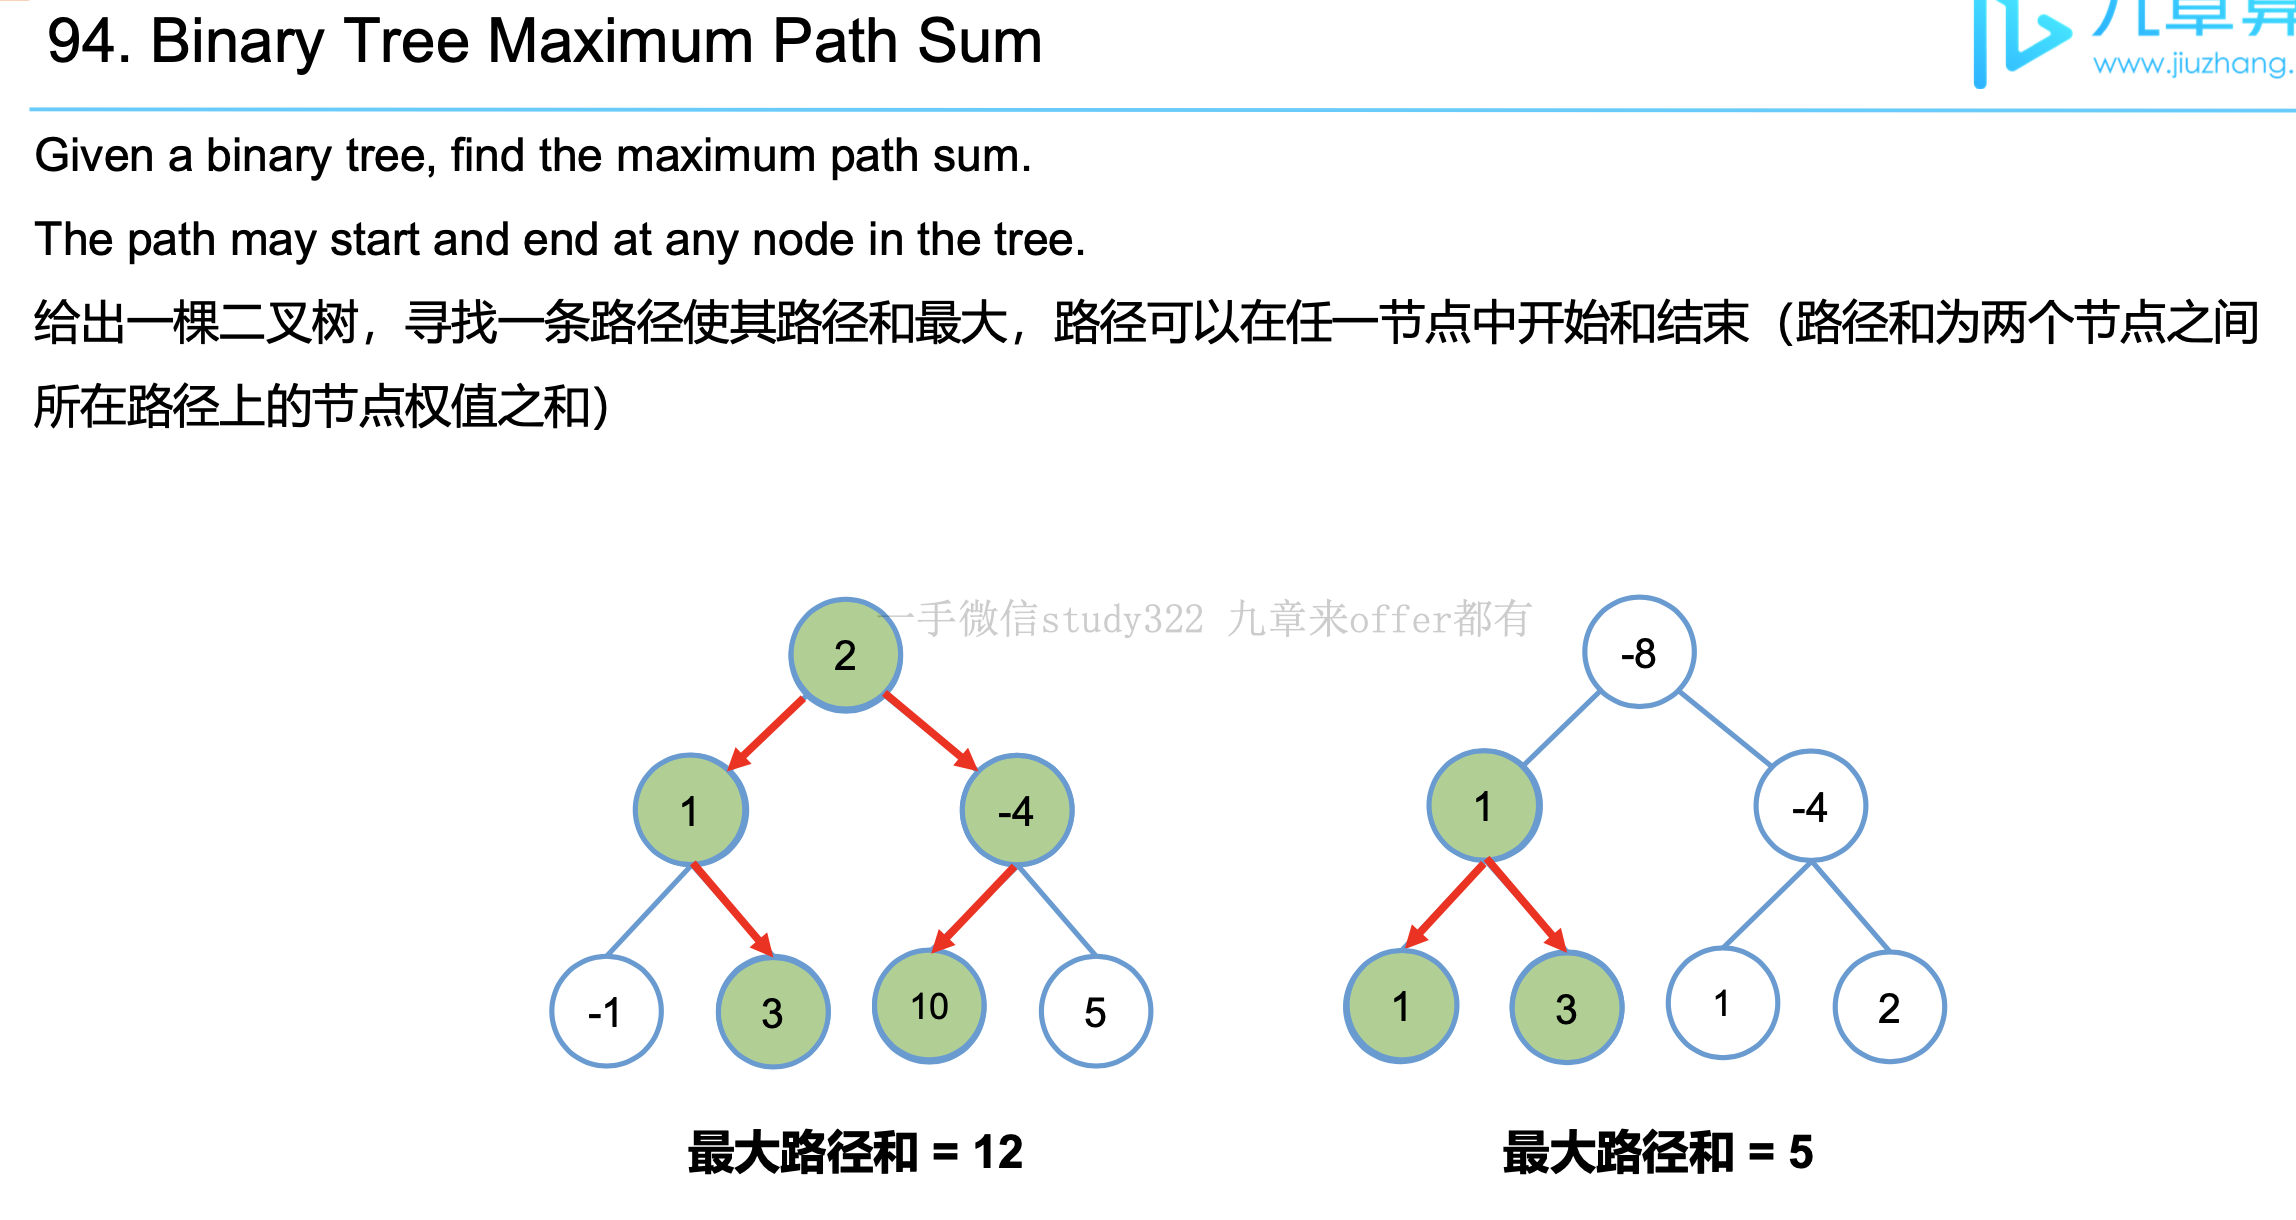 94. Binary Tree Maximum Path Sum
www.jiuzhang.
Given a binary tree, find the maximum path sum.
The path may start and end at any node in the tree.
给出一棵二叉树，寻找一条路径使其路径和最大，路径可以在任一节点中开始和结束（路径和为两个节点之间
所在路径上的节点权值之和）
一手微信study322 九章来offer都有
2
-8
1
-4
1
-4
-1
3
10
5
1
3
1
2
最大路径和 = 12
最大路径和 = 5